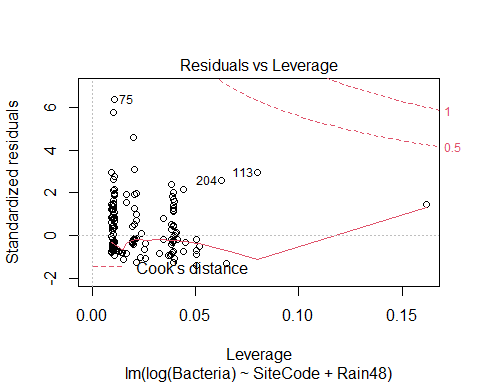 Residuals vs Leverage
Standardized residuals
6
4
2
0
-2
75
113
204
1
0.5
Cook's distance
0.00
0.05
0.10
0.15
Leverage
lm(log(Bacteria) ~ SiteCode + Rain48)